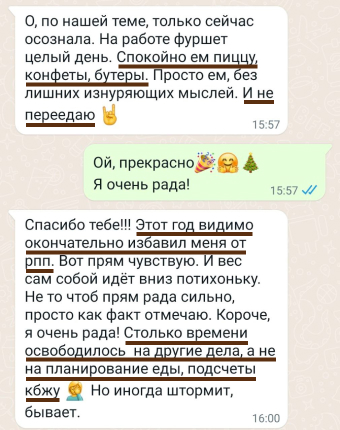 О, по нашей теме, только сейчас
осознала. На работе фуршет
целый день. Спокойно ем пиццу,
конфеты, бутеры. Просто ем, без
лишних изнуряющих мыслей. И не
переедаю 🤘
15:57
Ой, прекрасно🎉🤗🎄
Я очень рада!
15:57
Спасибо тебе!!! Этот год видимо
окончательно избавил меня от
рпп. Вот прям чувствую. И вес
сам собой идёт вниз потихоньку.
Не то чтоб прям рада сильно,
просто как факт отмечаю. Короче,
я очень рада! Столько времени
освободилось на другие дела, а не
на планирование еды, подсчеты
кбжу 🤦‍♀️ Но иногда штормит,
бывает.
16:00